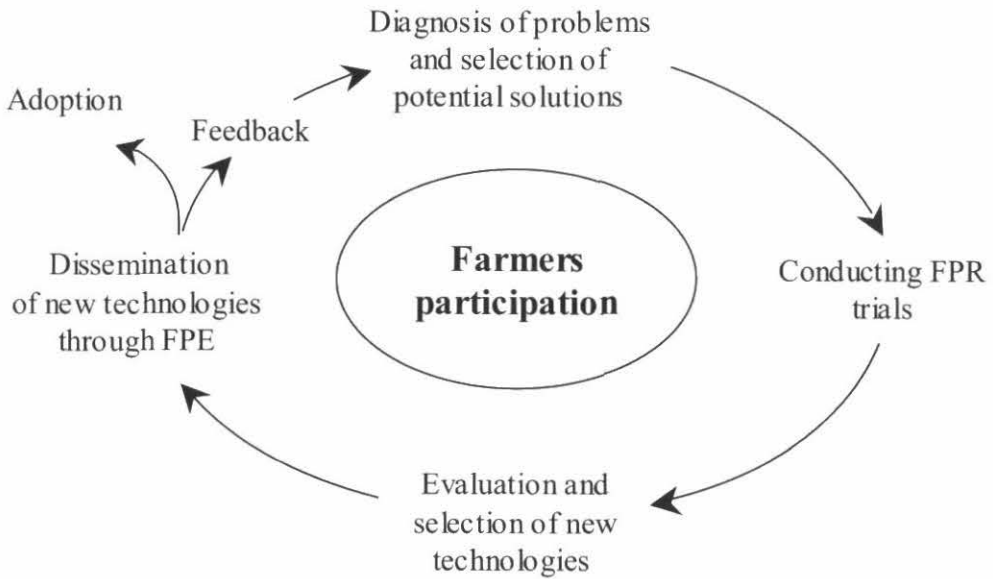 Diagnosis of problems
and selection of
potential solutions
Adoption
Feedback
Farmers
participation
Dissemination
of new technologies
through FPE
Conducting FPR
trials
Evaluation and
selection of new
technologies